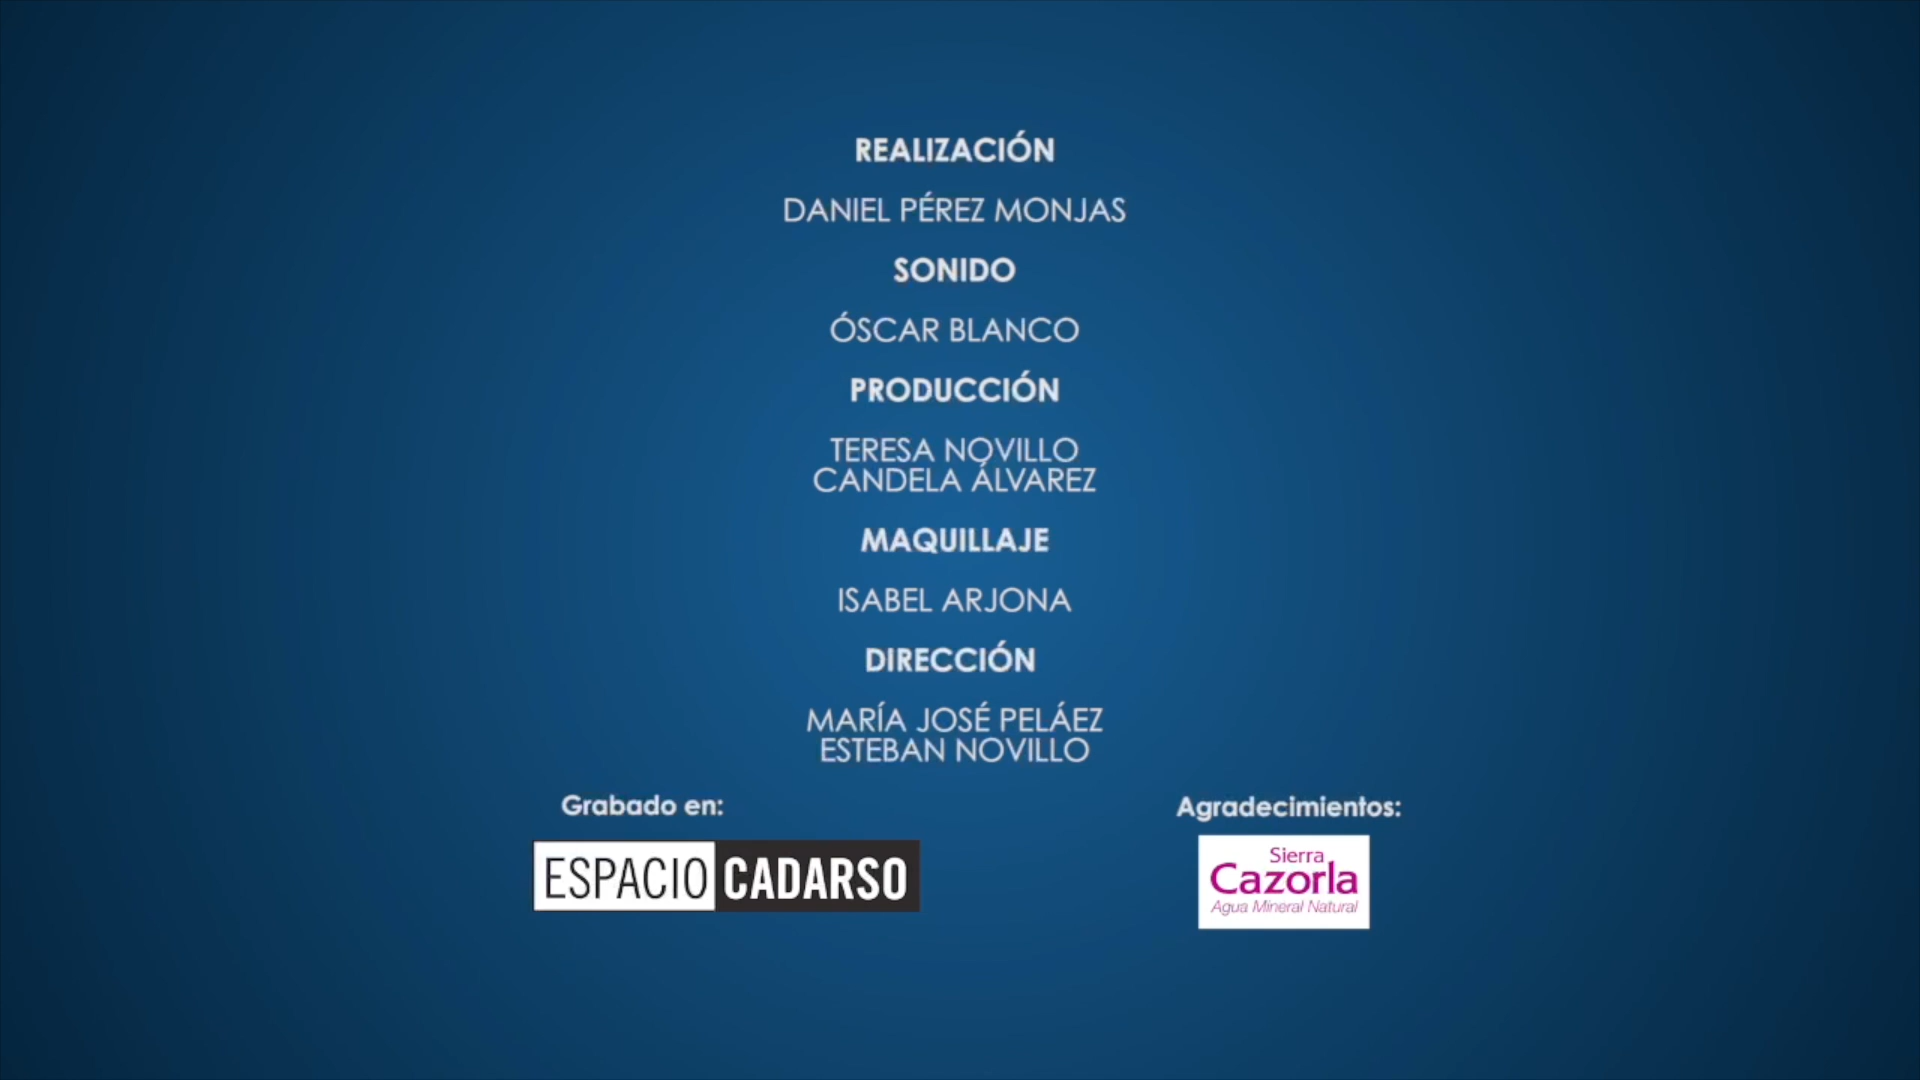 REALIZACIÓN
DANIEL PÉREZ MONJAS
SONIDO
ÓSCAR BLANCO
PRODUCCIÓN
TERESA NOVILLO
CANDELA ÁLVAREZ
MAQUILLAJE
ISABEL ARJONA
DIRECCIÓN
MARÍA JOSÉ PELÁEZ
ESTEBAN NOVILLO
Grabado en:
ESPACIO CADARSO
Agradecimientos:
Sierra
Cazorla
Agua Mineral Natural